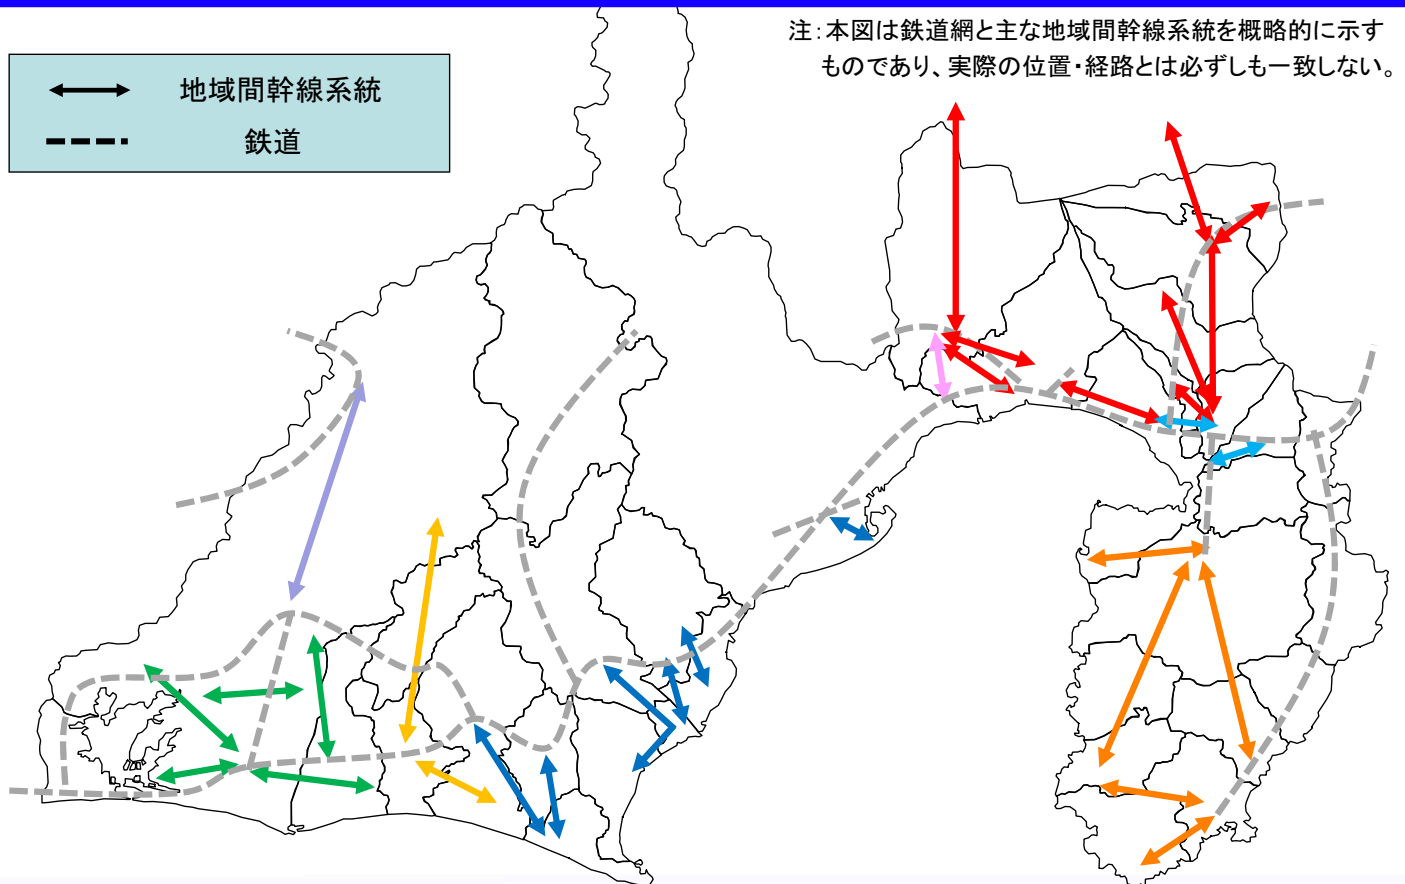 注：本図は鉄道網と主な地域間幹線系統を概略的に示す
ものであり、実際の位置・経路とは必ずしも一致しない。
地域間幹線系統
鉄道